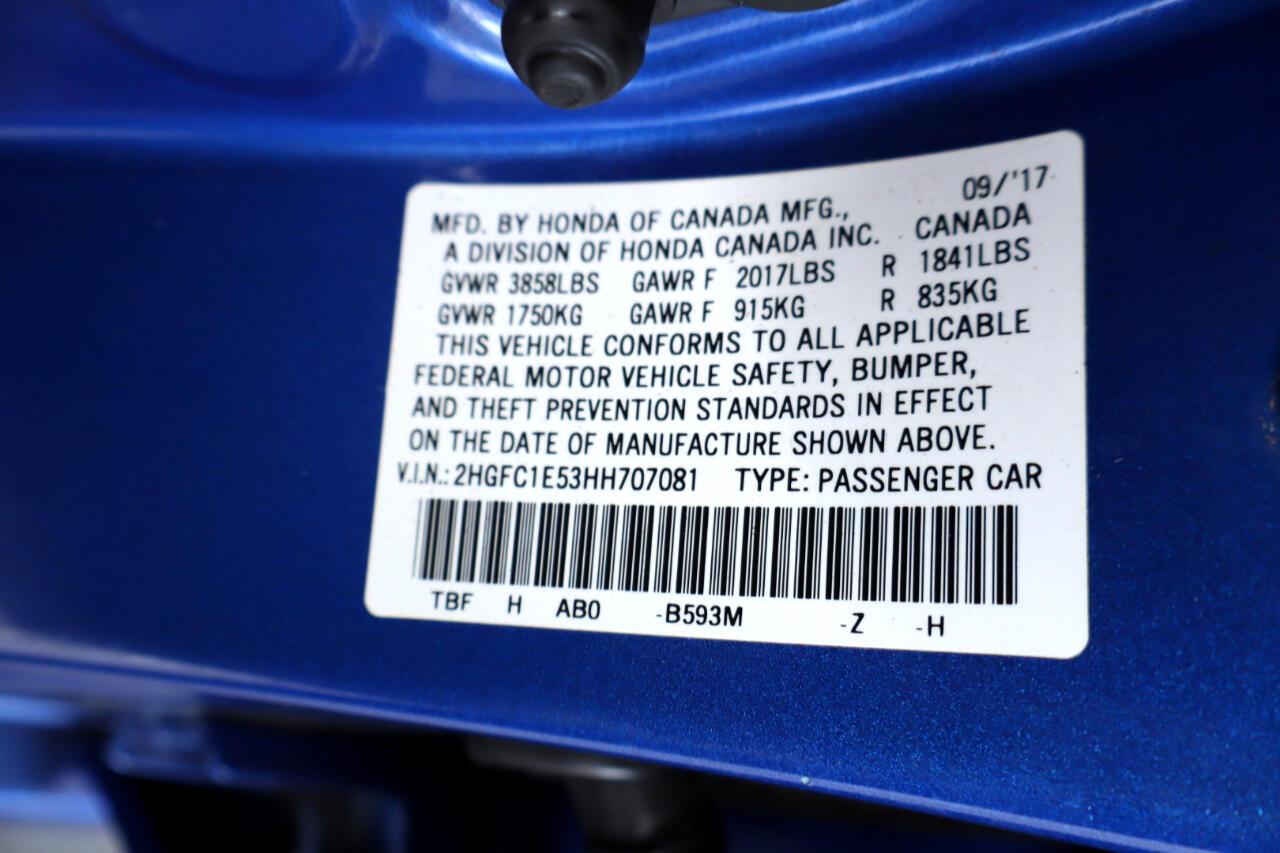 09/'17
MFD. BY HONDA OF CANADA MFG.,
A DIVISION OF HONDA CANADA INC. CANADA
GVWR 3858LBS GAWR F 2017LBS R 1841LBS
GVWR 1750KG GAWR F 915KG R 835KG
THIS VEHICLE CONFORMS TO ALL APPLICABLE
FEDERAL MOTOR VEHICLE SAFETY, BUMPER,
AND THEFT PREVENTION STANDARDS IN EFFECT
ON THE DATE OF MANUFACTURE SHOWN ABOVE.
V.I.N.: 2HGFC1E53HH707081 TYPE: PASSENGER CAR
TBF H AB0 -B593M -Z -H